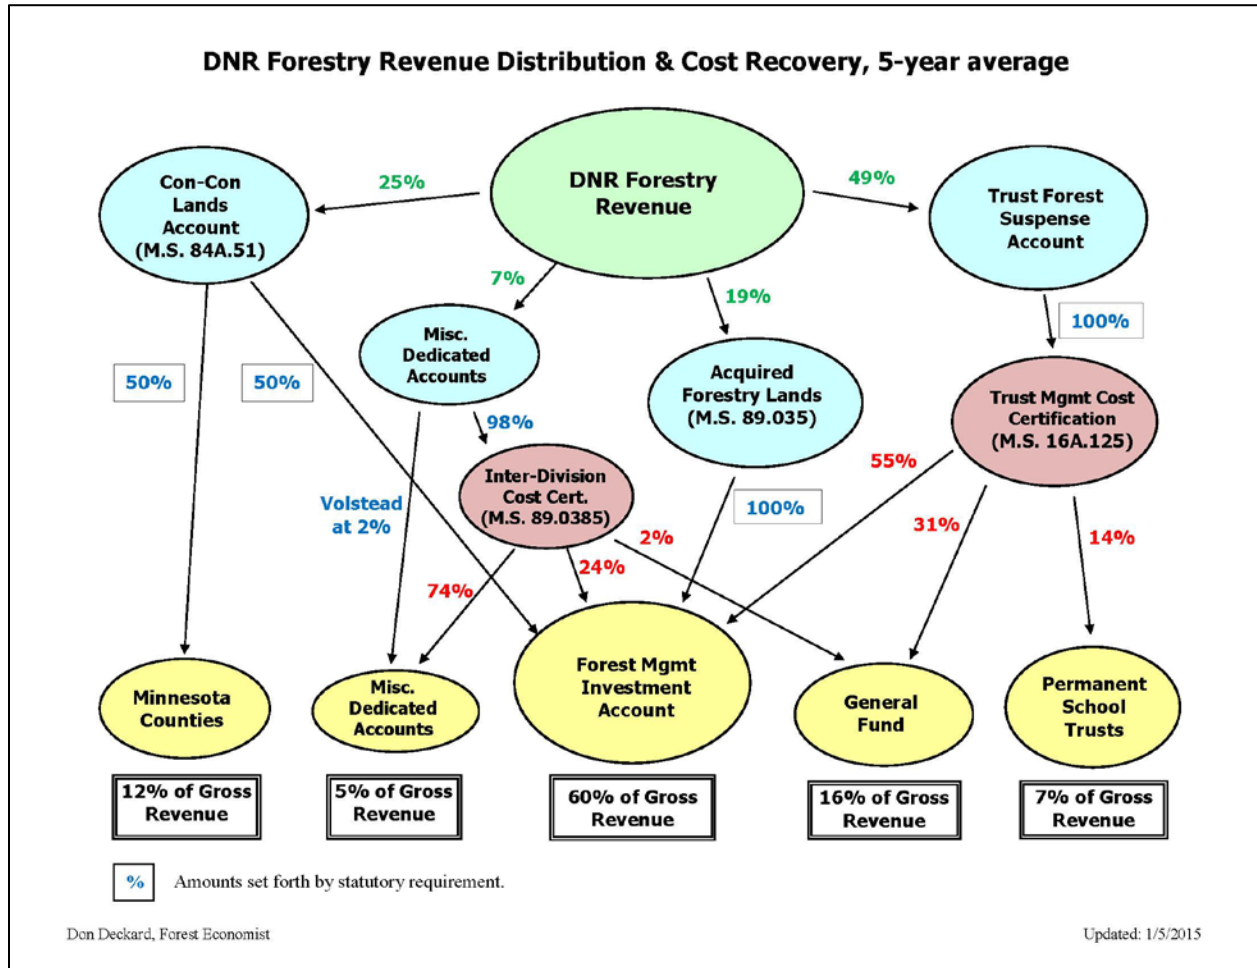 DNR Forestry Revenue Distribution & Cost Recovery, 5-year average
DNR Forestry
Revenue
Con-Con
Lands
Account
(M.S. 84A.51)
25%
49%
Trust Forest
Suspense
Account
7%
19%
100%
Misc.
Dedicated
Accounts
Acquired
Forestry Lands
(M.S. 89.035)
Trust Mgmt Cost
Certification
(M.S. 16A.125)
50%
50%
98%
Inter-Division
Cost Cert.
(M.S. 89.0385)
Volstead
at 2%
100%
55%
31%
14%
2%
24%
74%
Minnesota
Counties
Misc.
Dedicated
Accounts
Forest Mgmt
Investment
Account
General
Fund
Permanent
School
Trusts
12% of Gross
Revenue
5% of Gross
Revenue
60% of Gross
Revenue
16% of Gross
Revenue
7% of Gross
Revenue
% Amounts set forth by statutory requirement.
Don Deckard, Forest Economist
Updated: 1/5/2015